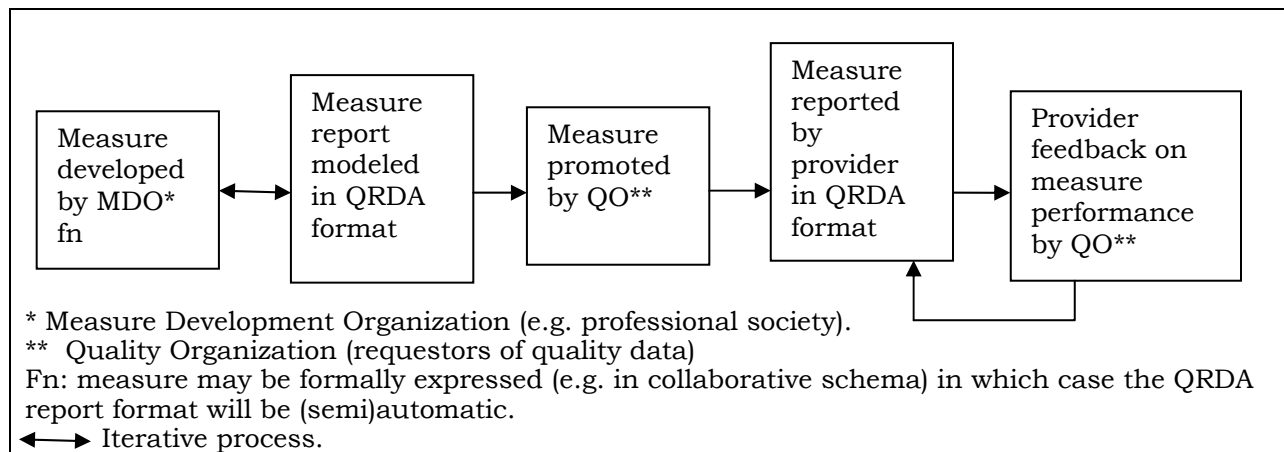 Measure
developed
by MDO*
fn
Measure
report
modeled
in QRDA
format
Measure
promoted
by QO**
Measure
reported
by
provider
in QRDA
format
Provider
feedback on
measure
performance
by QO**
* Measure Development Organization (e.g. professional society).
** Quality Organization (requestors of quality data)
Fn: measure may be formally expressed (e.g. in collaborative schema) in which case the QRDA
report format will be (semi)automatic.
Iterative process.